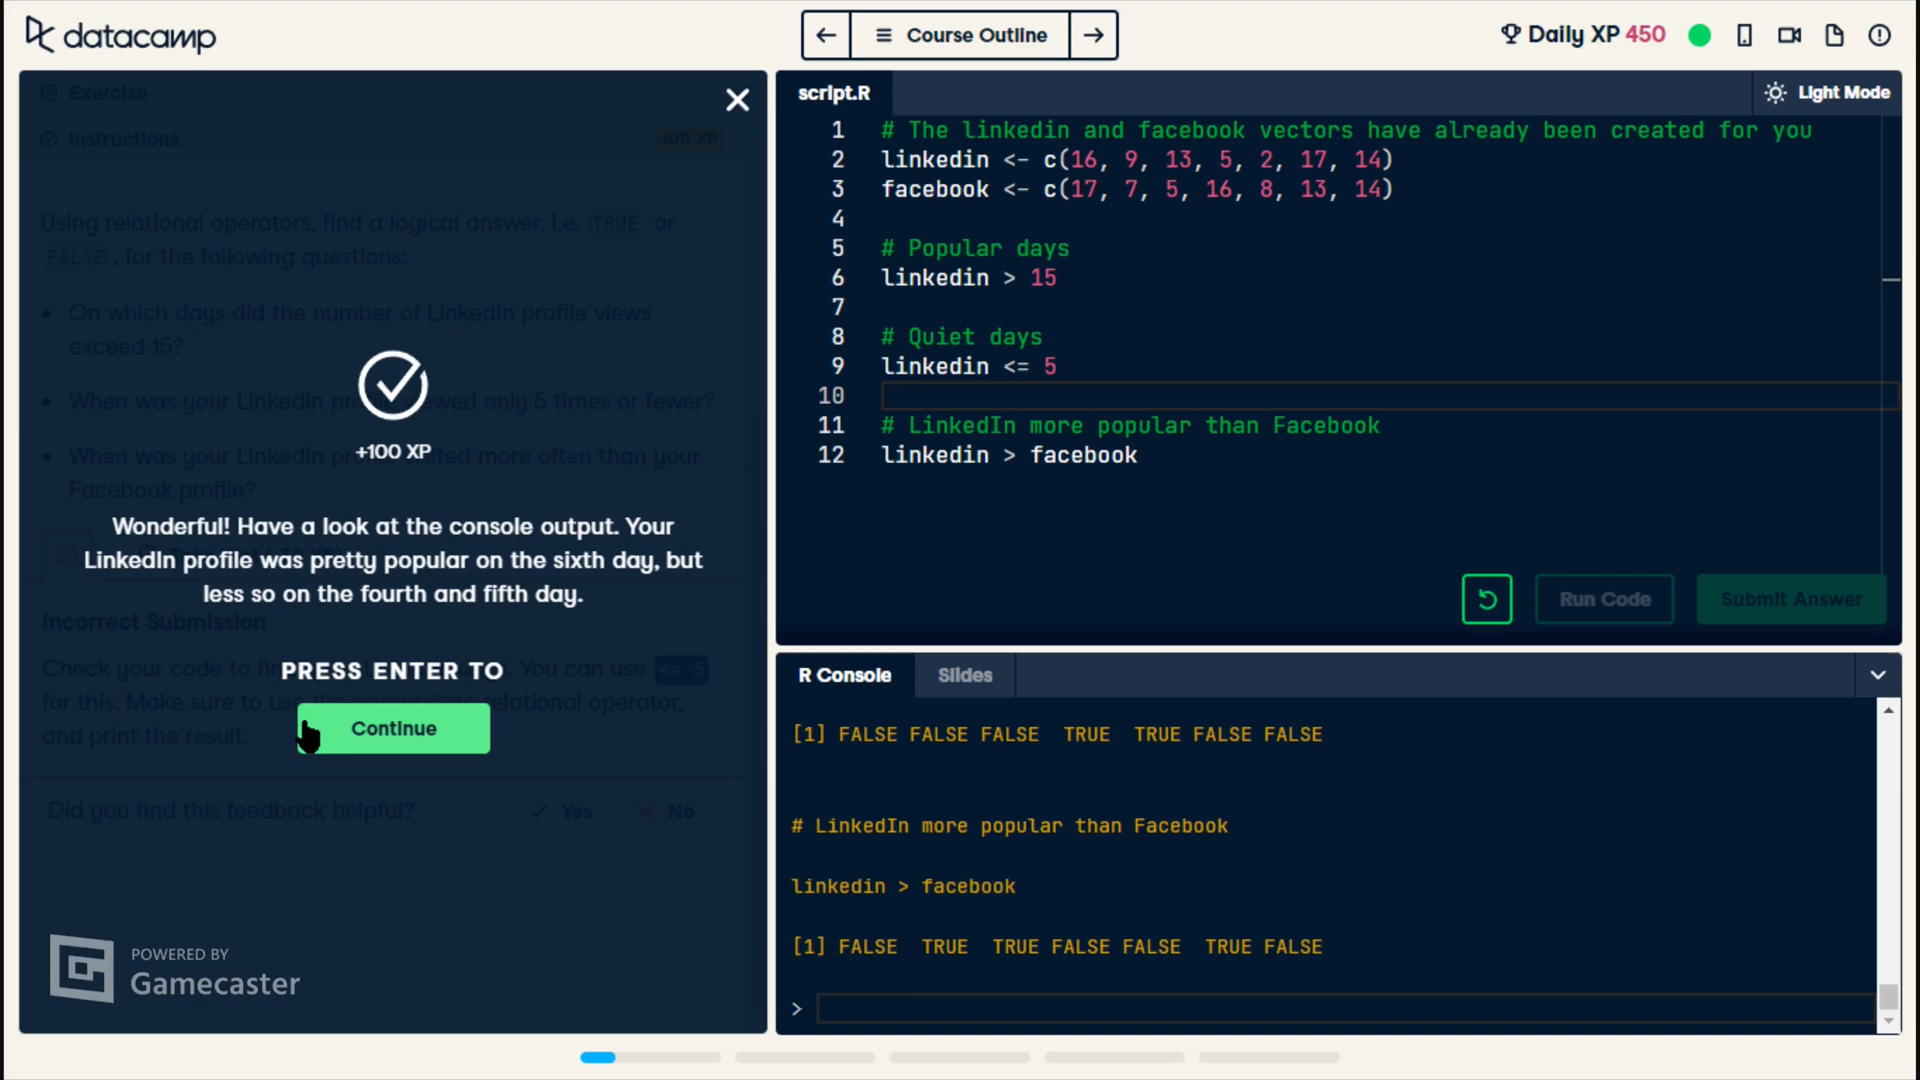 datacamp
Course Outline
Daily XP 450
Exercise
Instructions
100 XP
Using relational operators, find a logical answer, i.e. TRUE or
FALSE , for the following questions:
On which days did the number of LinkedIn profile views
exceed 15?
When was your LinkedIn pro viewed only 5 times or fewer?
When was your LinkedIn pro visited more often than your
Facebook profile?
+100 XP
Wonderful! Have a look at the console output. Your
LinkedIn profile was pretty popular on the sixth day, but
less so on the fourth and fifth day.
Incorrect Submission
Check your code to You can use <= 5
for this. Make sure to use relational operator,
and print the result.
PRESS ENTER TO
Continue
Did you find this feedback helpful?
Yes
No
POWERED BY
Gamecaster
script.R
Light Mode
1 # The linkedin and facebook vectors have already been created for you
2 linkedin <- c(16, 9, 13, 5, 2, 17, 14)
3 facebook <- c(17, 7, 5, 16, 8, 13, 14)
4
5 # Popular days
6 linkedin > 15
7
8 # Quiet days
9 linkedin <= 5
10
11 # LinkedIn more popular than Facebook
12 linkedin > facebook
Run Code
Submit Answer
R Console
Slides
[1] FALSE FALSE FALSE TRUE TRUE FALSE FALSE
# LinkedIn more popular than Facebook
linkedin > facebook
[1] FALSE TRUE TRUE FALSE FALSE TRUE FALSE
>